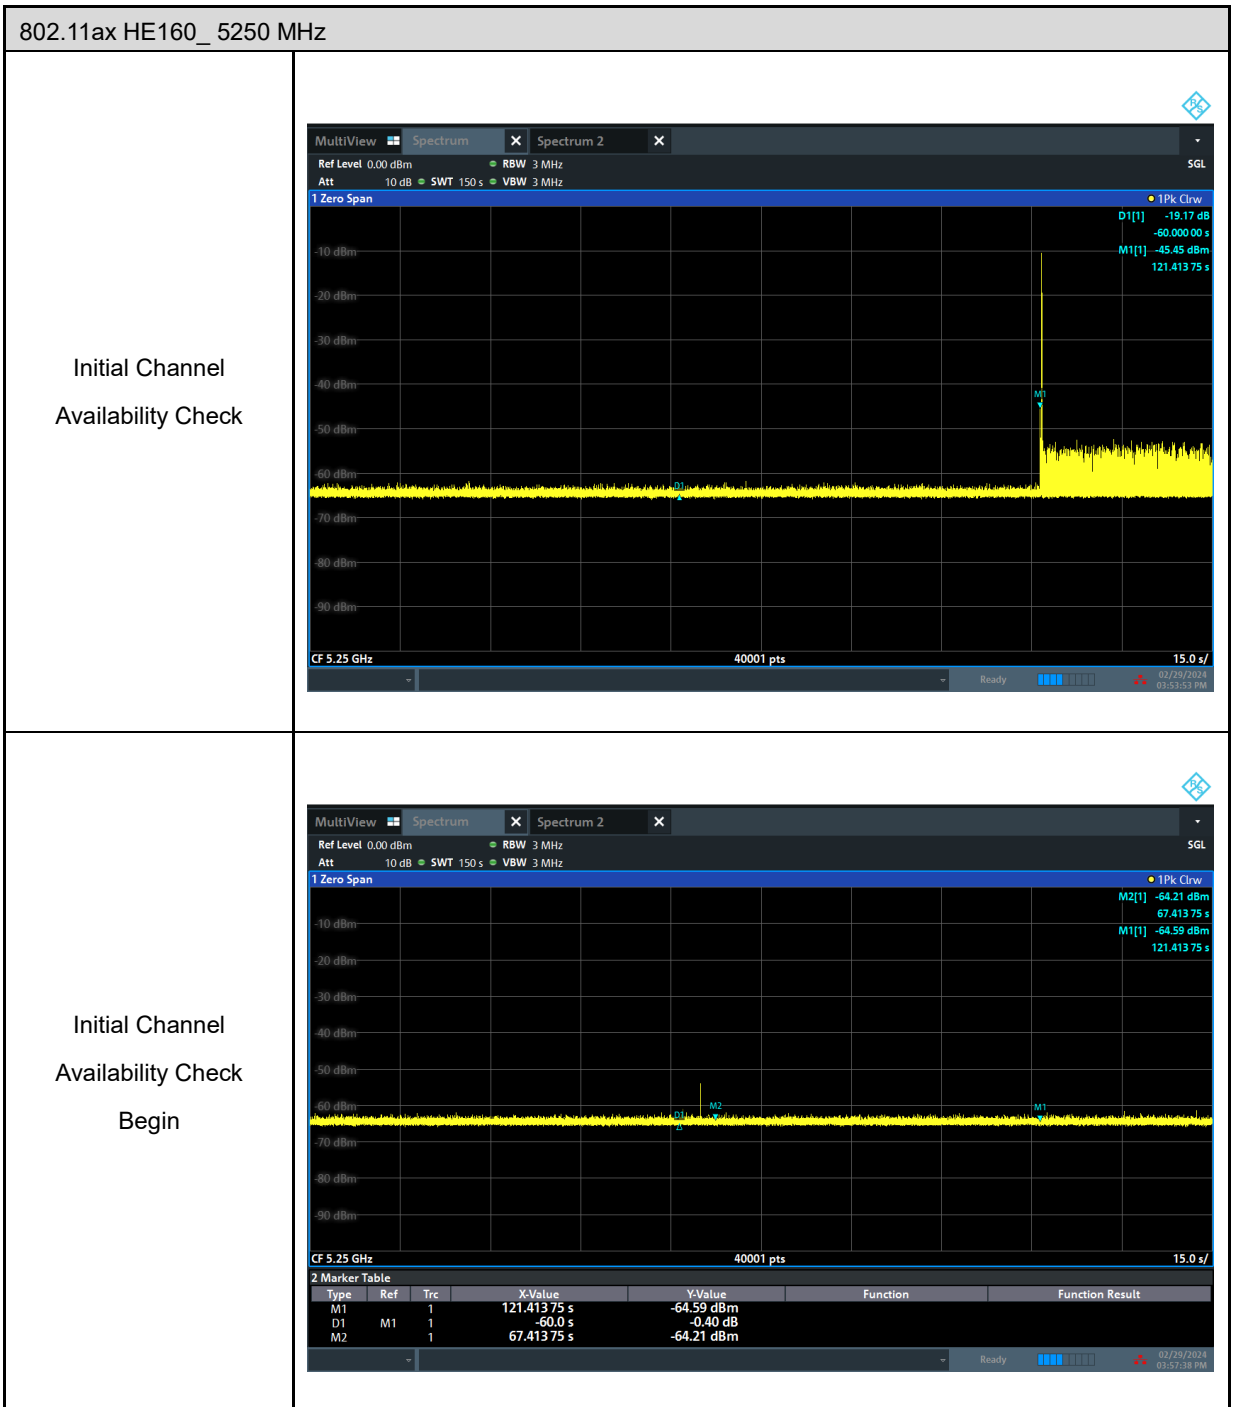 802.11ax HE160_ 5250 MHz
Initial Channel
Availability Check
R&S
MultiView Spectrum X Spectrum 2 X
Ref Level 0.00 dBm RBW 3 MHz SGL
Att 10 dB SWT 150 s VBW 3 MHz
1 Zero Span 1Pk Clrw
D1[1] -19.17 dB
-60.000 00 s
M1[1] -45.45 dBm
121.413 75 s
-10 dBm
-20 dBm
-30 dBm
-40 dBm
M1
-50 dBm
-60 dBm
D1
-70 dBm
-80 dBm
-90 dBm
CF 5.25 GHz 40001 pts 15.0 s/
Ready 02/29/2024
03:53:53 PM
Initial Channel
Availability Check
Begin
R&S
MultiView Spectrum X Spectrum 2 X
Ref Level 0.00 dBm RBW 3 MHz SGL
Att 10 dB SWT 150 s VBW 3 MHz
1 Zero Span 1Pk Clrw
M2[1] -64.21 dBm
67.413 75 s
M1[1] -64.59 dBm
121.413 75 s
-10 dBm
-20 dBm
-30 dBm
-40 dBm
-50 dBm
-60 dBm
D1 M2 M1
-70 dBm
-80 dBm
-90 dBm
CF 5.25 GHz 40001 pts 15.0 s/
2 Marker Table
Type Ref Trc X-Value Y-Value Function Function Result
M1 1 121.413 75 s -64.59 dBm
D1 M1 1 -60.0 s -0.40 dB
M2 1 67.413 75 s -64.21 dBm
Ready 02/29/2024
03:57:38 PM